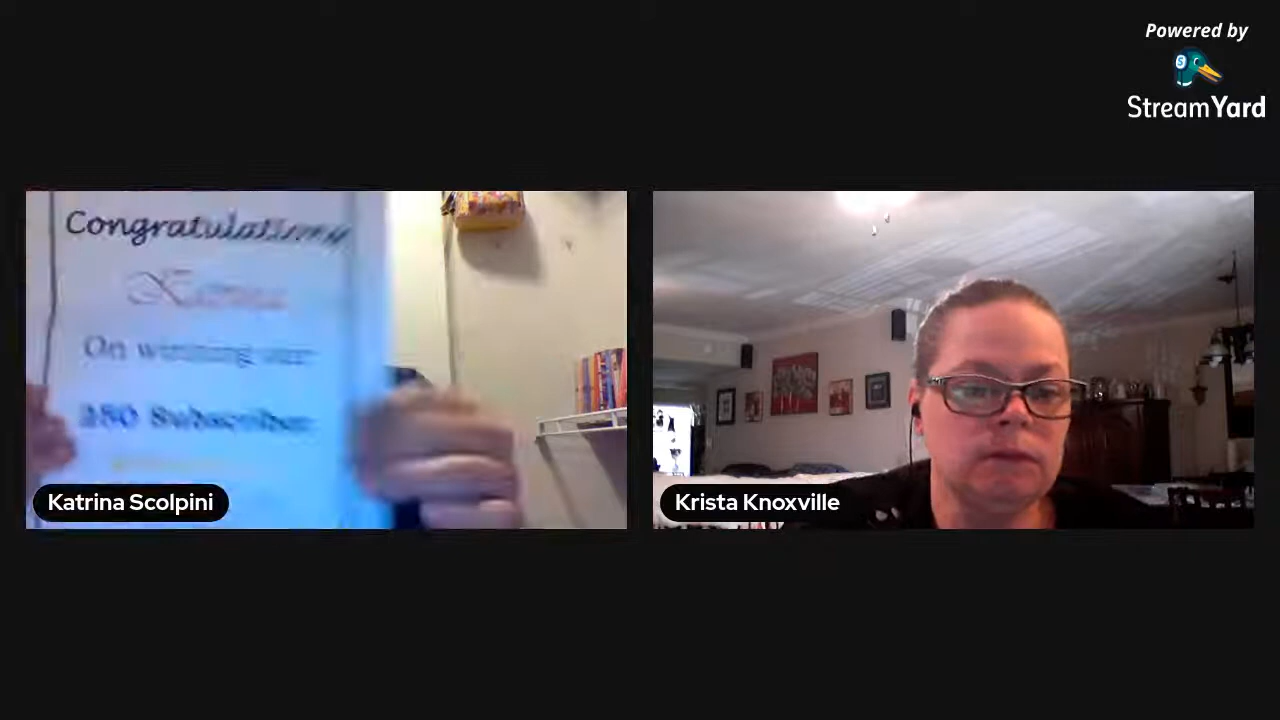 Powered by
StreamYard
Congratulations
On winning our
250 Subscriber
Katrina Scolpini
Krista Knoxville